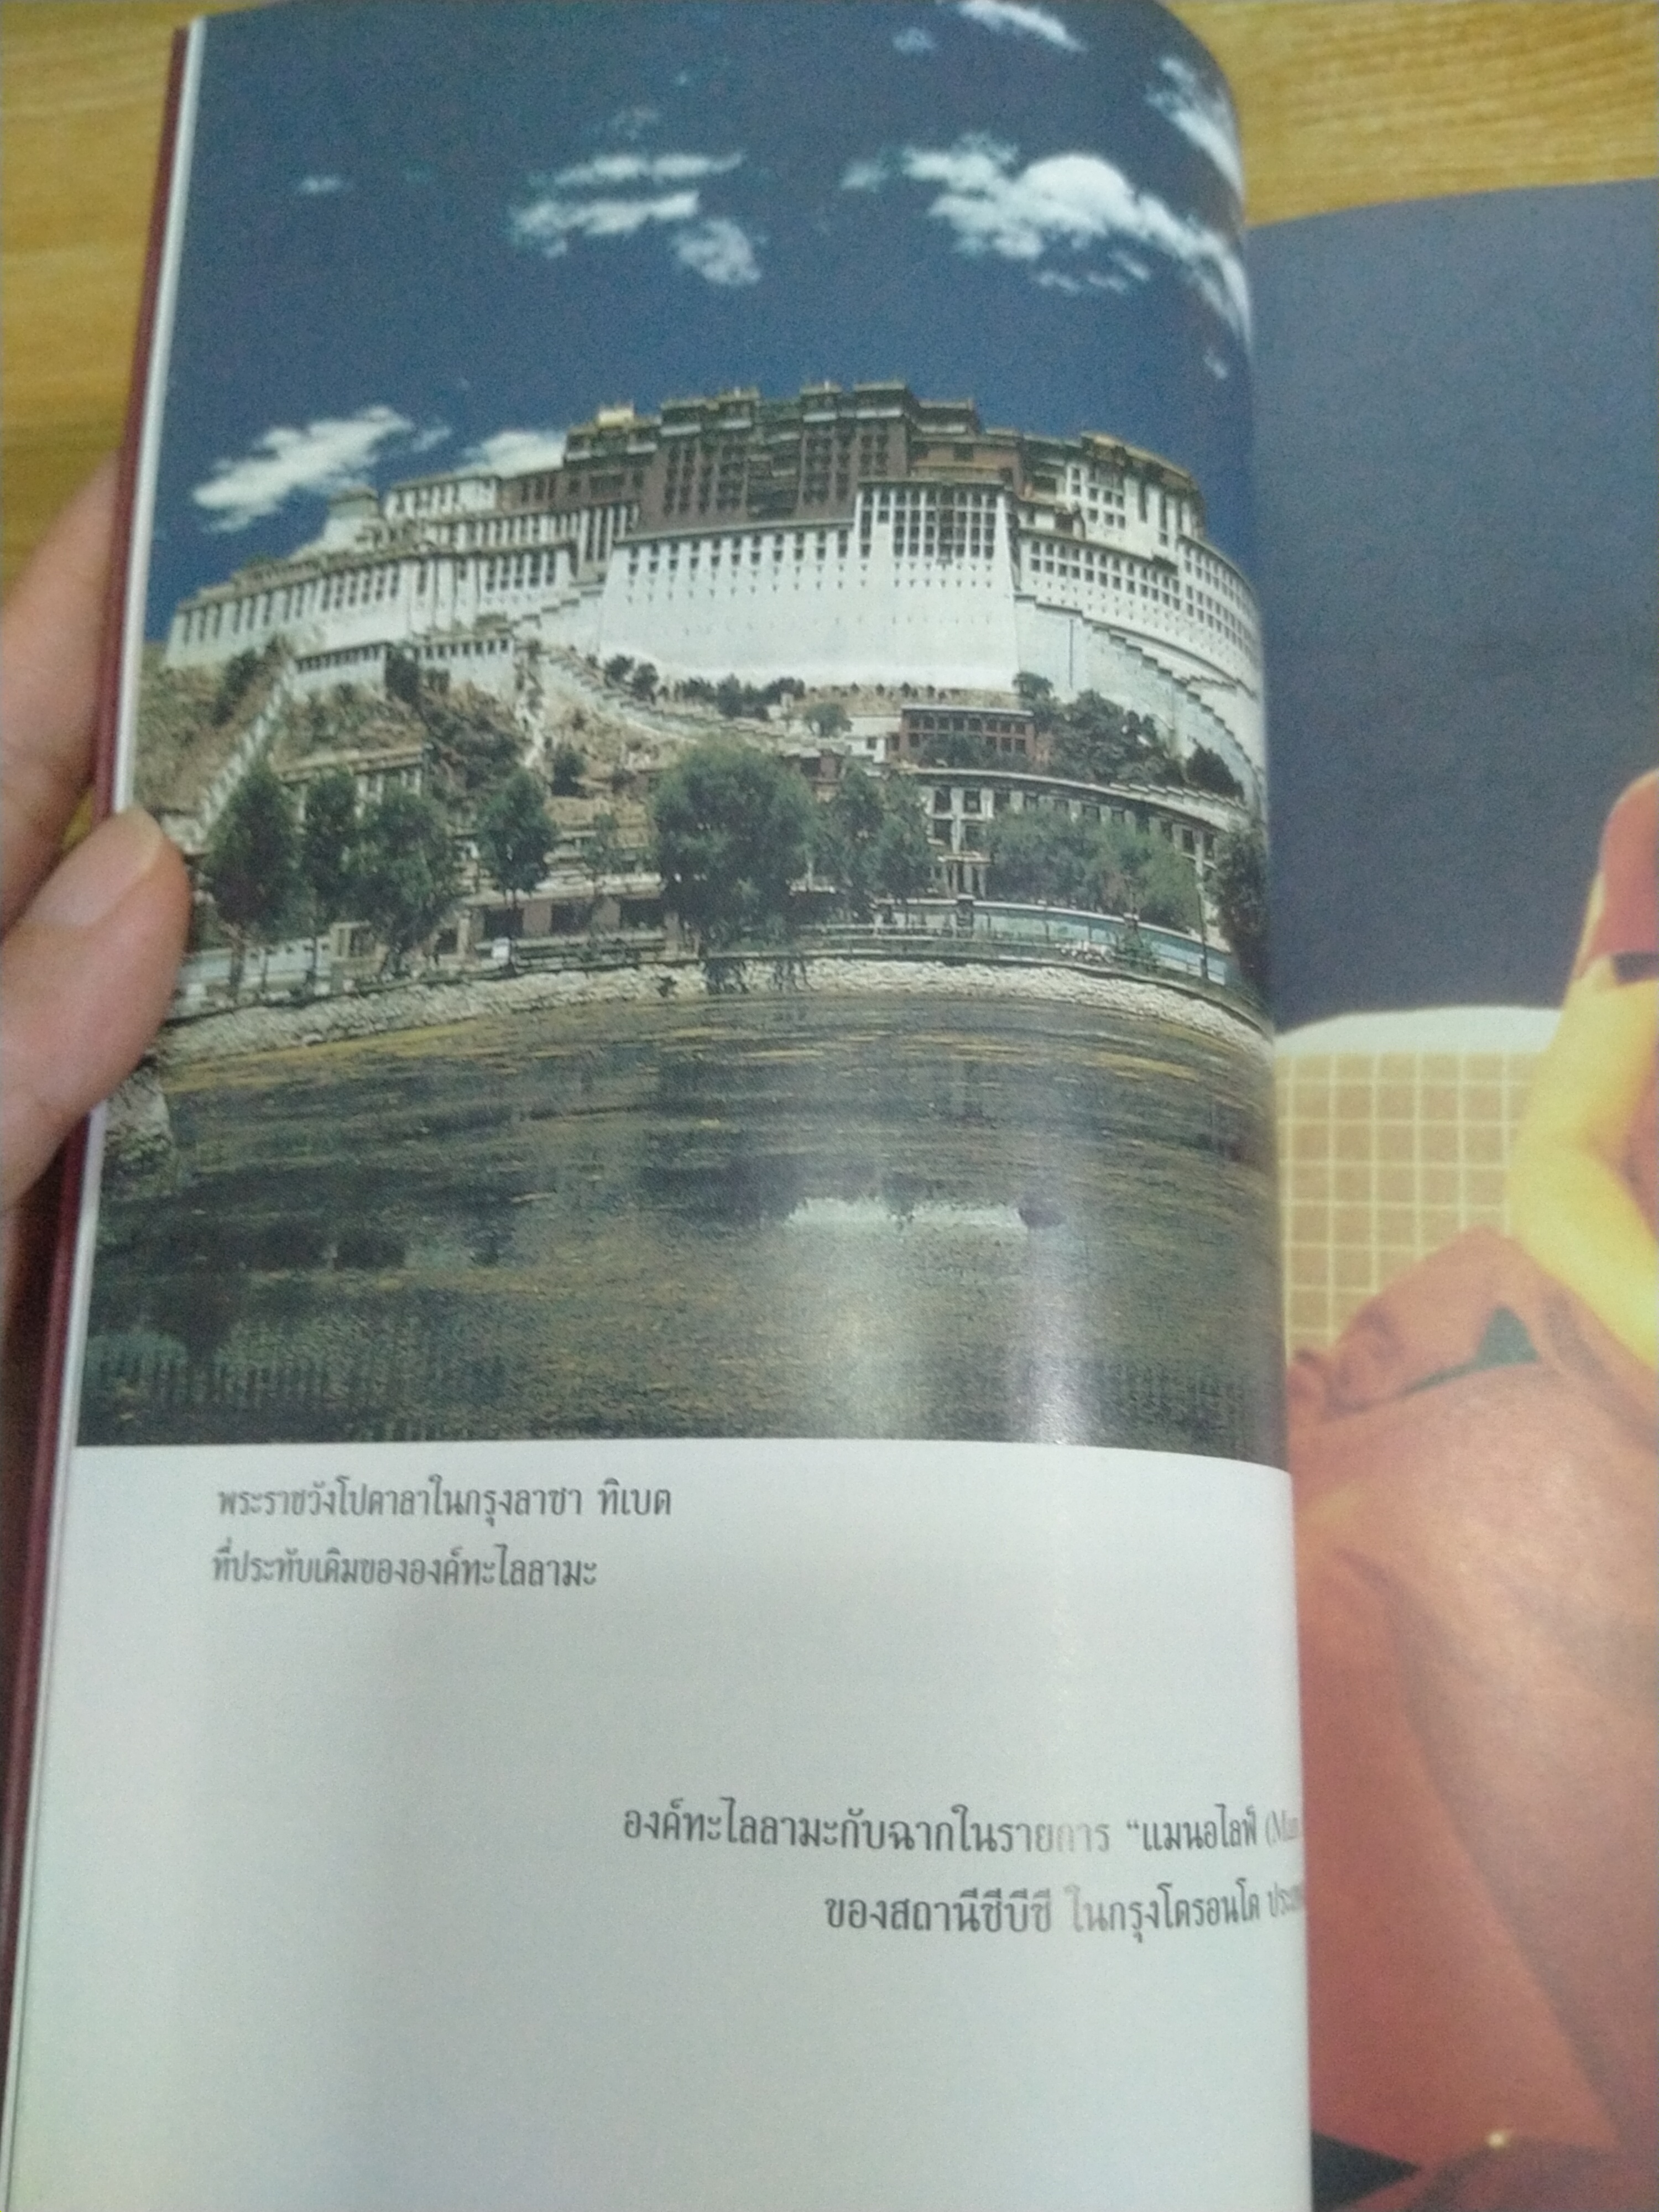 พระราชวังโปตาลาในกรุงลาซา ทิเบต
ที่ประทับเดิมขององค์ทะไลลามะ
องค์ทะไลลามะกับฉากในรายการ “แมนอไลฟ์
ของสถานีซีบีซี ในกรุงโตรอนโต